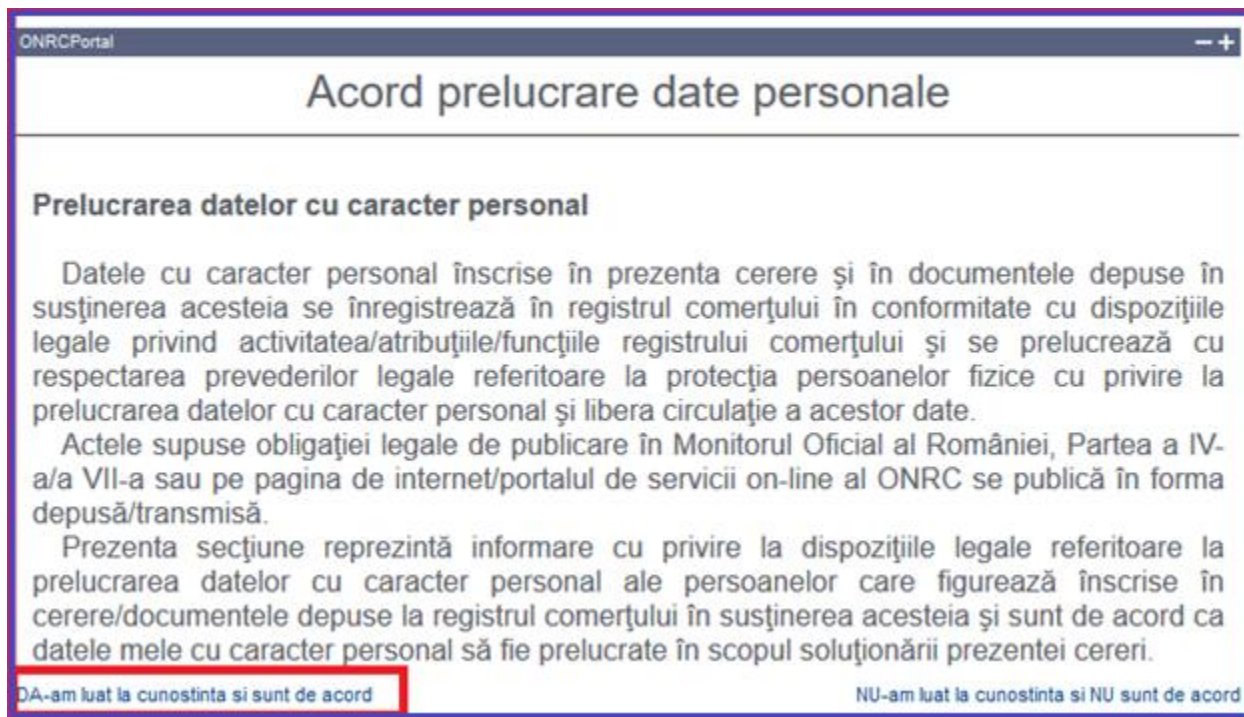 ONRCPortal
Acord prelucrare date personale
Prelucrarea datelor cu caracter personal
Datele cu caracter personal înscrise în prezenta cerere şi în documentele depuse în
susţinerea acesteia se înregistrează în registrul comerţului în conformitate cu dispoziţiile
legale privind activitatea/atribuţiile/funcţiile registrului comerţului şi se prelucrează cu
respectarea prevederilor legale referitoare la protecţia persoanelor fizice cu privire la
prelucrarea datelor cu caracter personal şi libera circulaţie a acestor date.
Actele supuse obligaţiei legale de publicare în Monitorul Oficial al României, Partea a IV-
a/a VII-a sau pe pagina de internet/portalul de servicii on-line al ONRC se publică în forma
depusă/transmisă.
Prezenta secţiune reprezintă informare cu privire la dispoziţiile legale referitoare la
prelucrarea datelor cu caracter personal ale persoanelor care figurează înscrise în
cerere/documentele depuse la registrul comerţului în susţinerea acesteia şi sunt de acord ca
datele mele cu caracter personal să fie prelucrate în scopul soluţionării prezentei cereri.
DA-am luat la cunostinta si sunt de acord
NU-am luat la cunostinta si NU sunt de acord